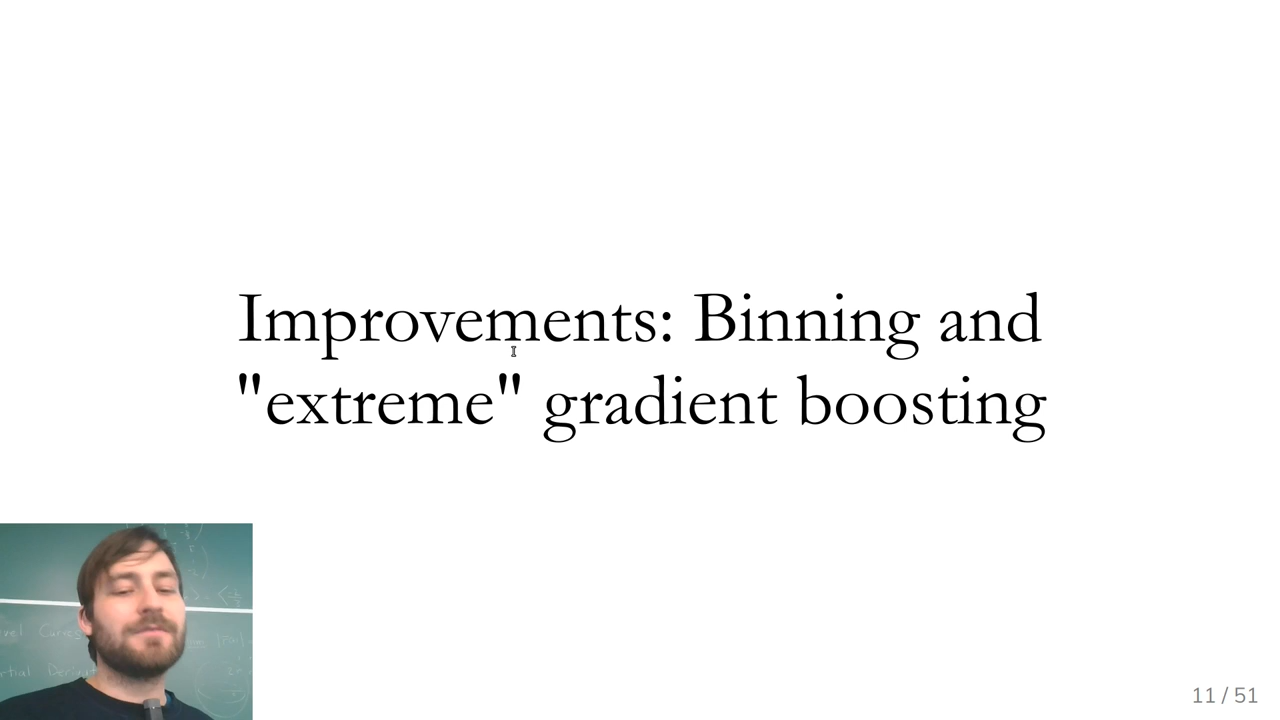 Improvements: Binning and
"extreme" gradient boosting
11 / 51